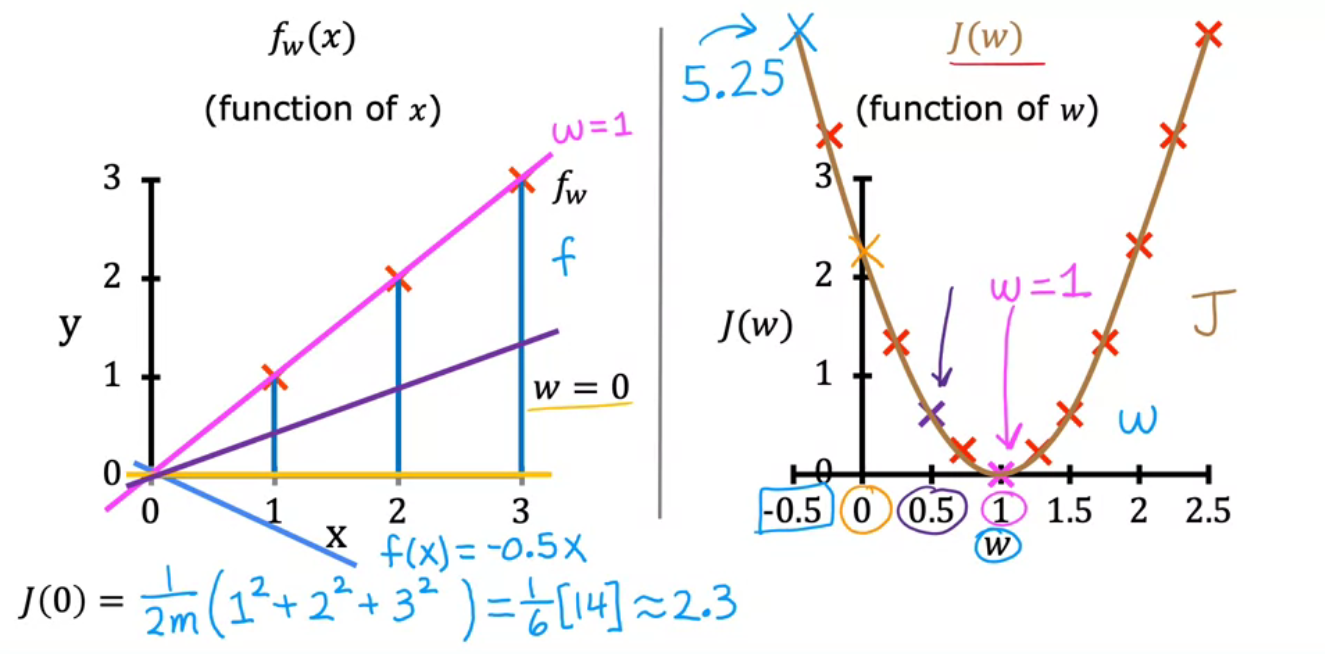 f_w(x)
(function of x)
w=1
f_w
f
w = 0
y
3
2
1
0
0 1 2 3
x
f(x) = -0.5x
J(0) = \frac{1}{2m}(1² + 2² + 3²) = \frac{1}{6}[14] ≈ 2.3
5.25
J(w)
(function of w)
w=1
J
w
J(w)
3
2
1
0
-0.5 0 0.5 1 1.5 2 2.5
w